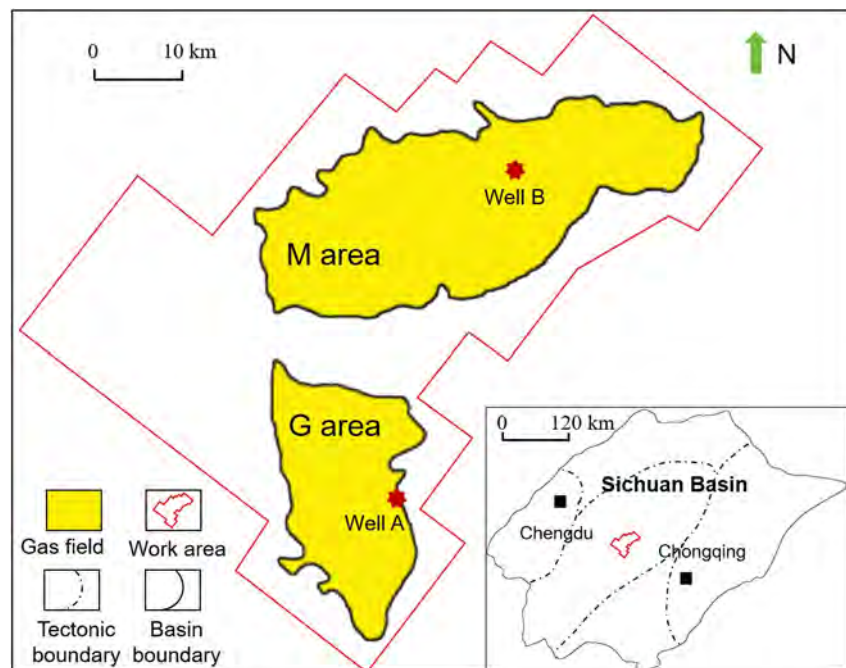 0 10 km
N
Well B
M area
G area
Well A
Gas field
Work area
Tectonic
boundary
Basin
boundary
0 120 km
Sichuan Basin
Chengdu
Chongqing